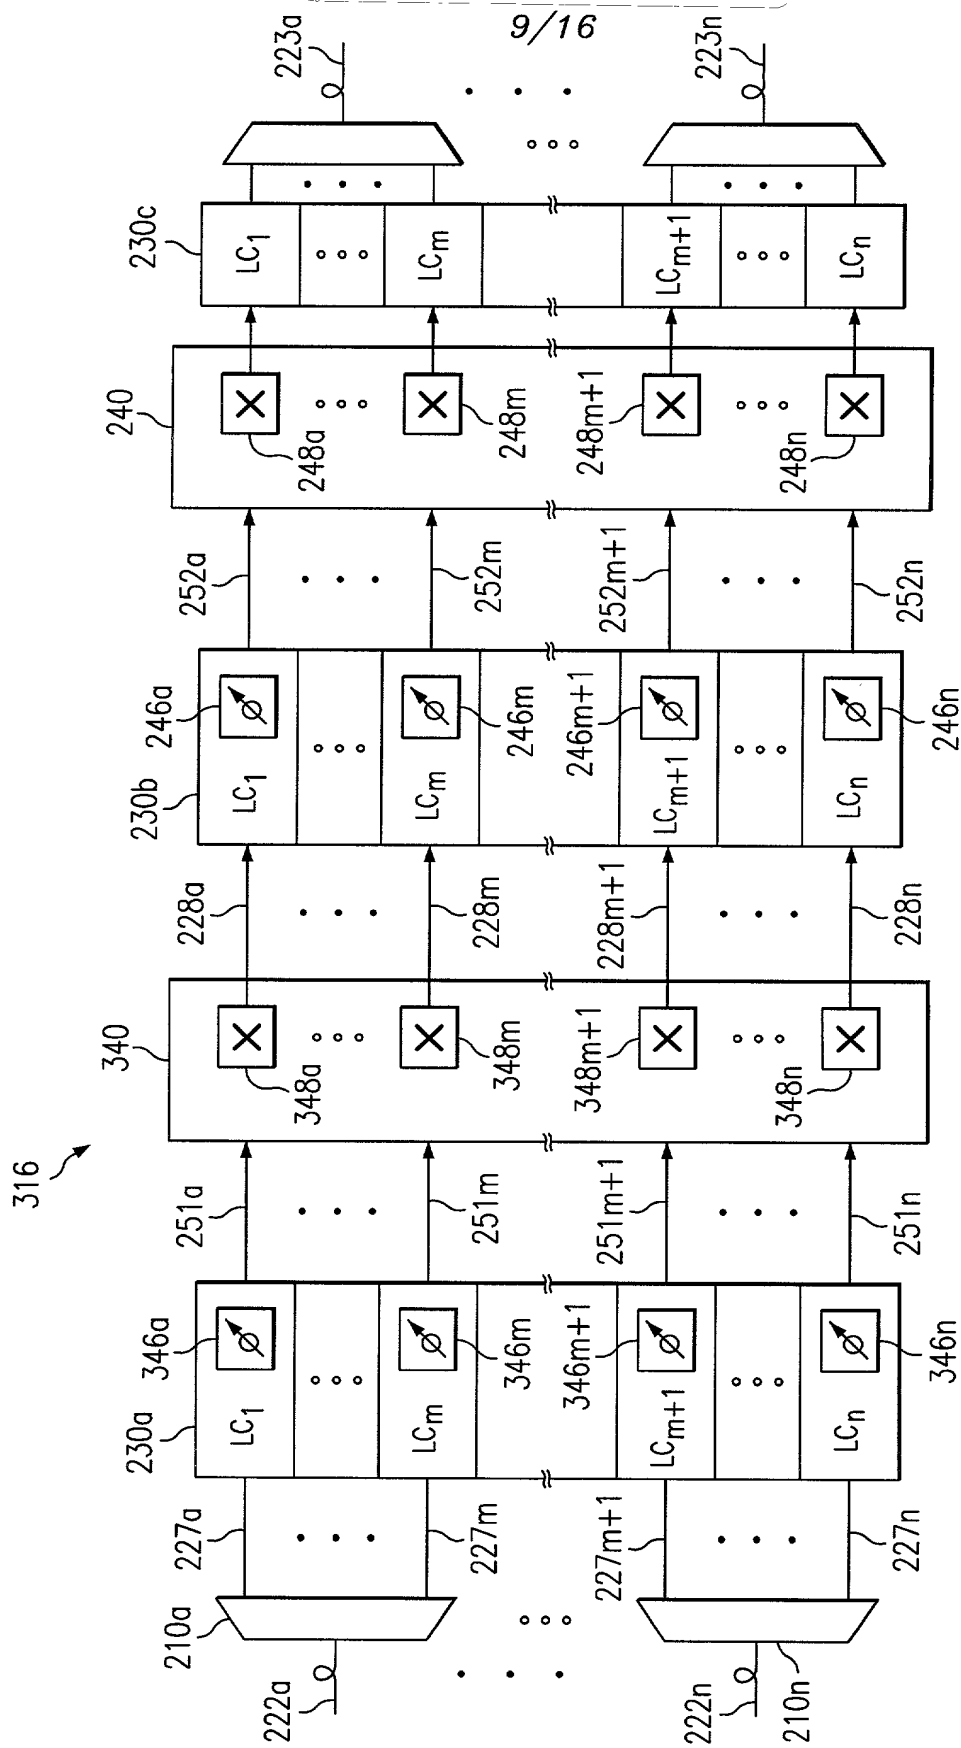 9/16
316
222a
210a
227a
230a
LC1
346a
251a
340
348a
228a
230b
LC1
246a
252a
240
248a
230c
LC1
223a
227m
LCm
346m
251m
348m
228m
LCm
246m
252m
248m
LCm
222n
210n
227m+1
LCm+1
346m+1
251m+1
348m+1
228m+1
LCm+1
246m+1
252m+1
248m+1
LCm+1
223n
227n
LCn
346n
251n
348n
228n
LCn
246n
252n
248n
LCn